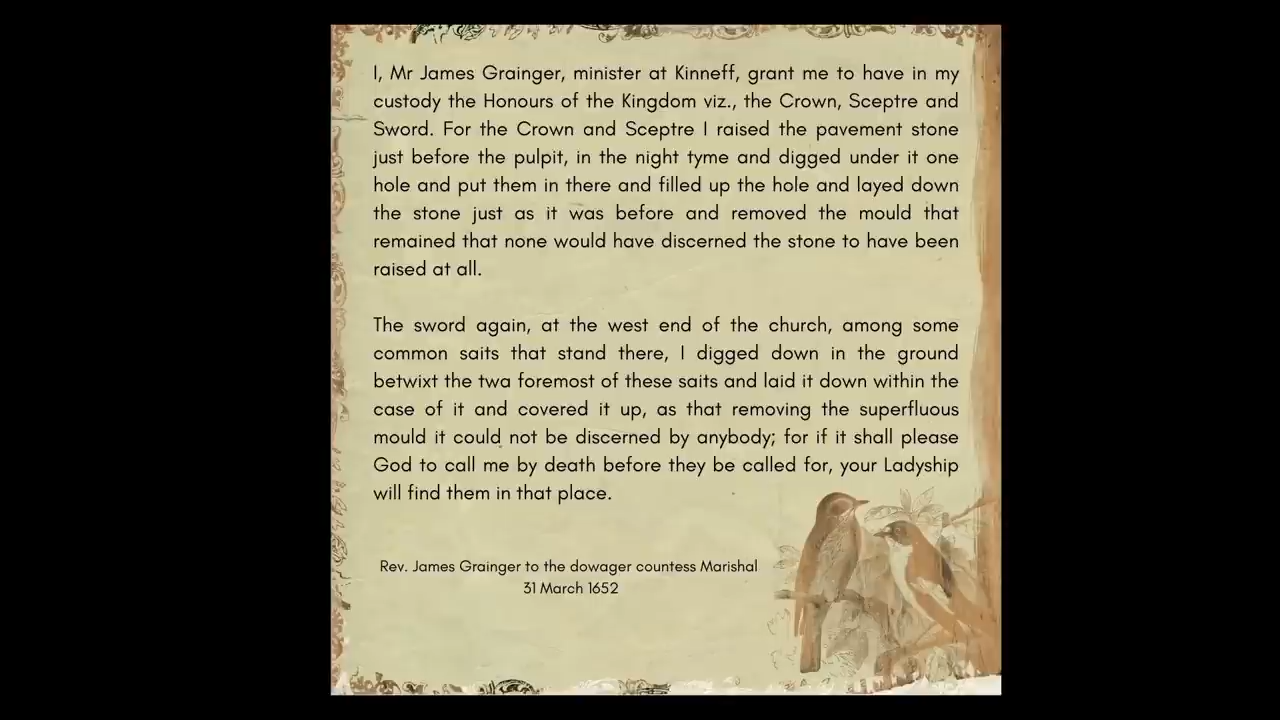 I, Mr James Grainger, minister at Kinneff, grant me to have in my
custody the Honours of the Kingdom viz., the Crown, Sceptre and
Sword. For the Crown and Sceptre I raised the pavement stone
just before the pulpit, in the night tyme and digged under it one
hole and put them in there and filled up the hole and layed down
the stone just as it was before and removed the mould that
remained that none would have discerned the stone to have been
raised at all.
The sword again, at the west end of the church, among some
common saits that stand there, I digged down in the ground
betwixt the twa foremost of these saits and laid it down within the
case of it and covered it up, as that removing the superfluous
mould it could not be discerned by anybody; for if it shall please
God to call me by death before they be called for, your Ladyship
will find them in that place.
Rev. James Grainger to the dowager countess Marishal
31 March 1652